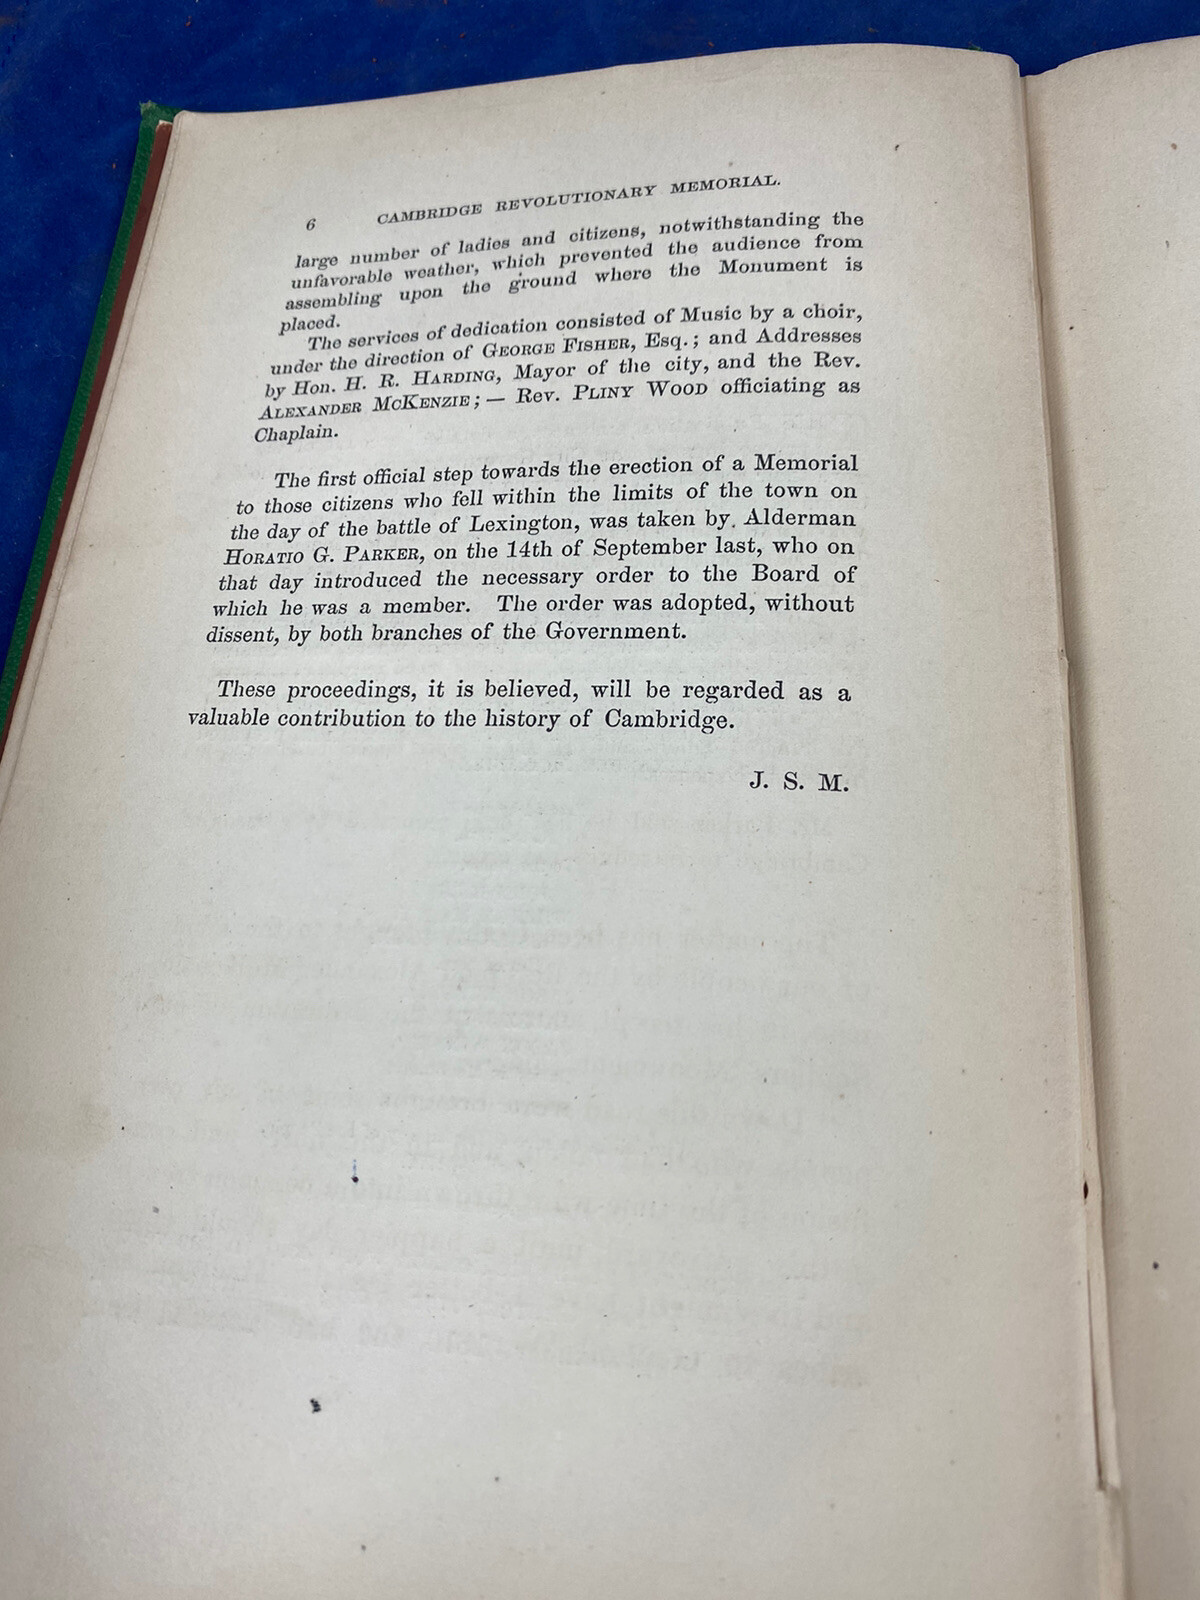 6 CAMBRIDGE REVOLUTIONARY MEMORIAL.
large number of ladies and citizens, notwithstanding the
unfavorable weather, which prevented the audience from
assembling upon the ground where the Monument is
placed.
The services of dedication consisted of Music by a choir,
under the direction of GEORGE FISHER, Esq.; and Addresses
by Hon. H. R. HARDING, Mayor of the city, and the Rev.
ALEXANDER MCKENZIE; — Rev. PLINY WOOD officiating as
Chaplain.
The first official step towards the erection of a Memorial
to those citizens who fell within the limits of the town on
the day of the battle of Lexington, was taken by Alderman
HORATIO G. PARKER, on the 14th of September last, who on
that day introduced the necessary order to the Board of
which he was a member. The order was adopted, without
dissent, by both branches of the Government.
These proceedings, it is believed, will be regarded as a
valuable contribution to the history of Cambridge.
J. S. M.